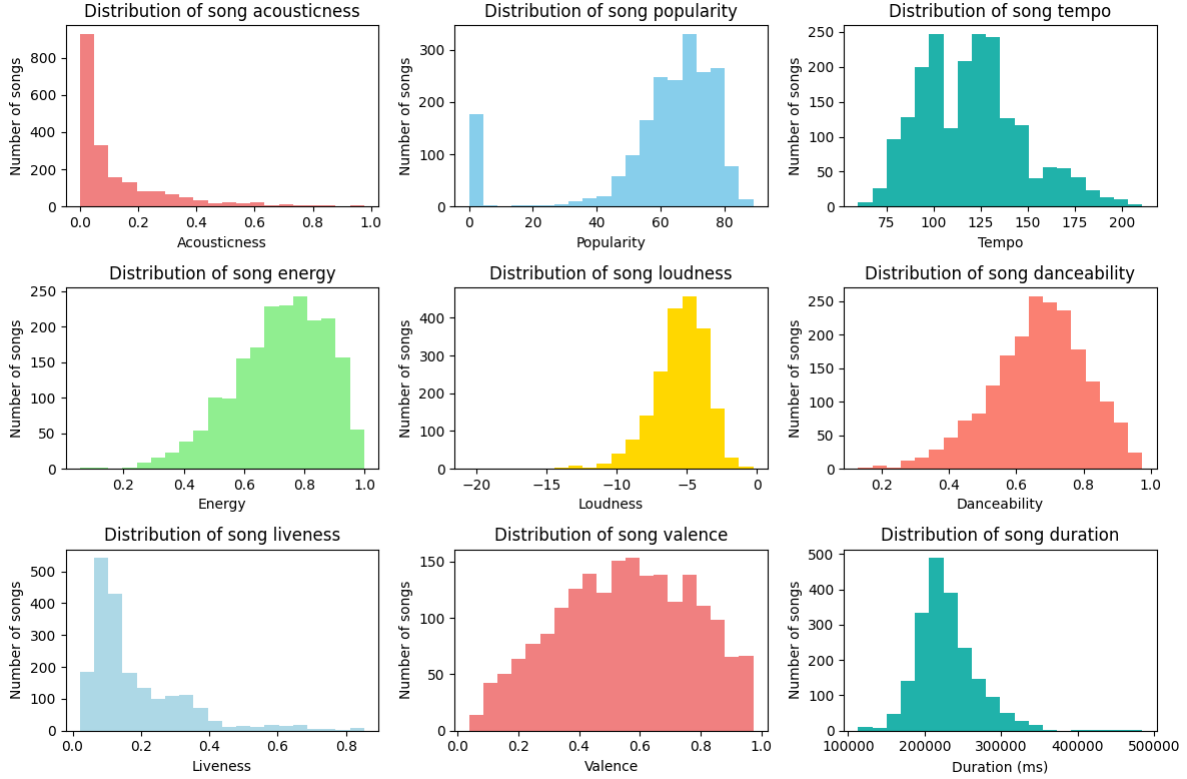 Distribution of song acousticness
Number of songs
800
600
400
200
0
0.0 0.2 0.4 0.6 0.8 1.0
Acousticness
Distribution of song popularity
Number of songs
300
200
100
0
0 20 40 60 80
Popularity
Distribution of song tempo
Number of songs
250
200
150
100
50
0
75 100 125 150 175 200
Tempo
Distribution of song energy
Number of songs
250
200
150
100
50
0
0.2 0.4 0.6 0.8 1.0
Energy
Distribution of song loudness
Number of songs
400
300
200
100
0
−20 −15 −10 −5 0
Loudness
Distribution of song danceability
Number of songs
250
200
150
100
50
0
0.2 0.4 0.6 0.8 1.0
Danceability
Distribution of song liveness
Number of songs
500
400
300
200
100
0
0.0 0.2 0.4 0.6 0.8
Liveness
Distribution of song valence
Number of songs
150
100
50
0
0.0 0.2 0.4 0.6 0.8 1.0
Valence
Distribution of song duration
Number of songs
500
400
300
200
100
0
100000 200000 300000 400000 500000
Duration (ms)